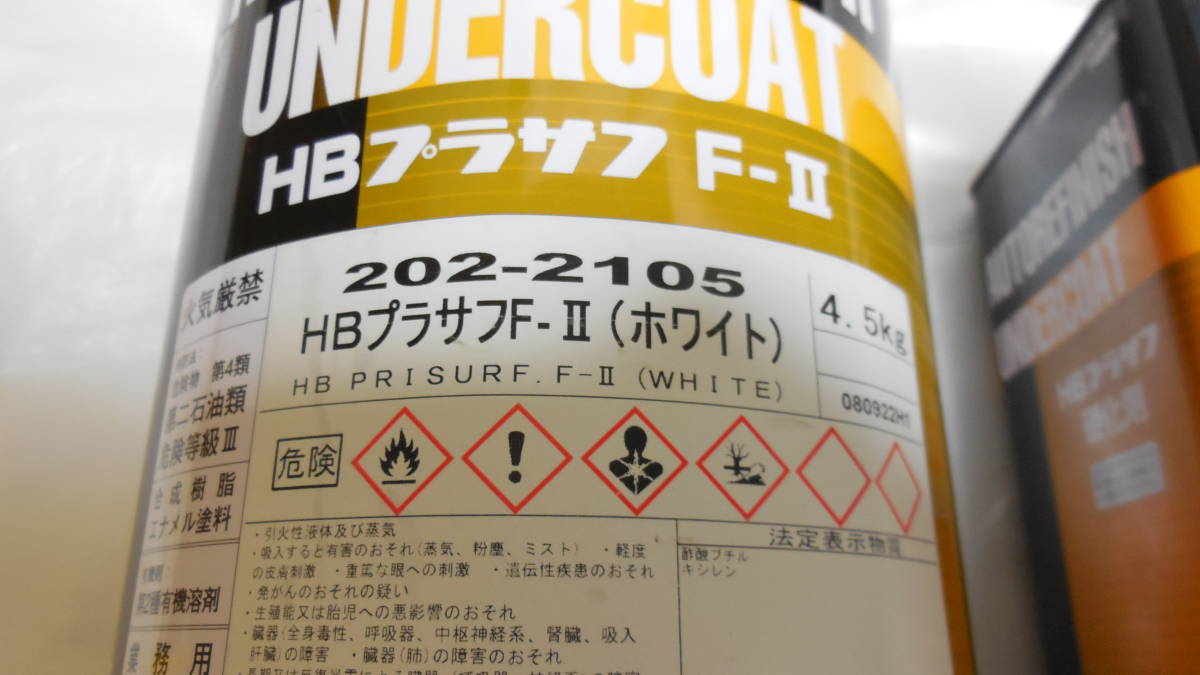 UNDERCOAT
HBプラサフ F-Ⅱ
火気厳禁
危険物 第4類
第二石油類
危険等級Ⅲ
合成樹脂
エナメル塗料
第2種有機溶剤
業務用
202-2105
HBプラサフF-Ⅱ(ホワイト)
HB PRISURF. F-Ⅱ (WHITE)
4.5kg
080922H1
危険
・引火性液体及び蒸気
・吸入すると有害のおそれ(蒸気、粉塵、ミスト) ・軽度
の皮膚刺激 ・重篤な眼への刺激 ・遺伝性疾患のおそれ
・発がんのおそれの疑い
・生殖能又は胎児への悪影響のおそれ
・臓器(全身毒性、呼吸器、中枢神経系、腎臓、吸入
肝臓)の障害 ・臓器(肺)の障害のおそれ
法定表示物質
酢酸ブチル
キシレン
AUTOREFINISH
UNDERCOAT
HBプラサフ
硬化剤